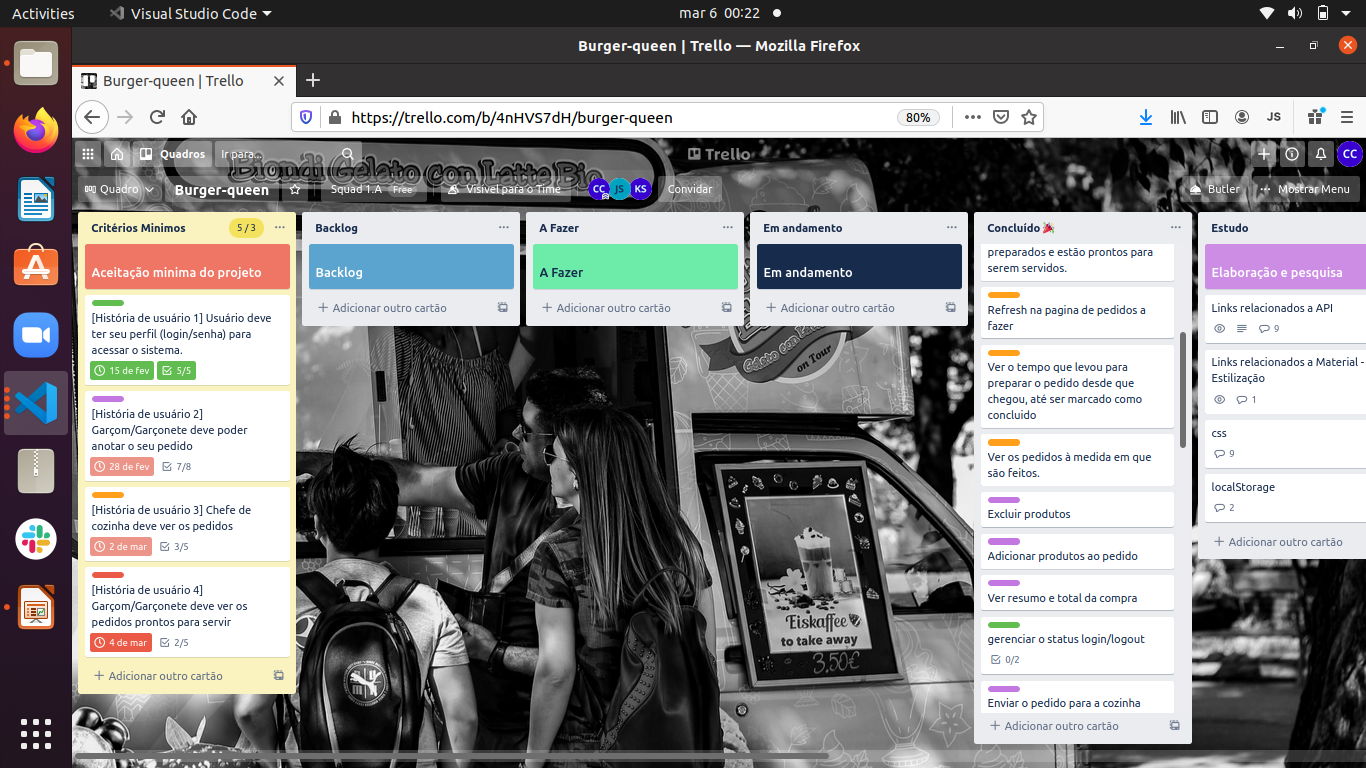 Activities
Visual Studio Code
mar 6 00:22
Burger-queen | Trello — Mozilla Firefox
Burger-queen | Trello
https://trello.com/b/4nHVS7dH/burger-queen
80%
JS
Quadros
Ir para...
Trello
CC
Biondi Gelato con Latte Bio
Quadro
Burger-queen
Squad 1.A Free
Visível para o Time
CC
JS
KS
Convidar
Butler
Mostrar Menu
Critérios Minimos
5 / 3
Aceitação minima do projeto
[História de usuário 1] Usuário deve
ter seu perfil (login/senha) para
acessar o sistema.
15 de fev
5/5
[História de usuário 2]
Garçom/Garçonete deve poder
anotar o seu pedido
28 de fev
7/8
[História de usuário 3] Chefe de
cozinha deve ver os pedidos
2 de mar
3/5
[História de usuário 4]
Garçom/Garçonete deve ver os
pedidos prontos para servir
4 de mar
2/5
Adicionar outro cartão
Backlog
Backlog
Adicionar outro cartão
A Fazer
A Fazer
Adicionar outro cartão
Em andamento
Em andamento
Adicionar outro cartão
Concluído 🎉
preparados e estão prontos para
serem servidos.
Refresh na pagina de pedidos a
fazer
Ver o tempo que levou para
preparar o pedido desde que
chegou, até ser marcado como
concluido
Ver os pedidos à medida em que
são feitos.
Excluir produtos
Adicionar produtos ao pedido
Ver resumo e total da compra
gerenciar o status login/logout
0/2
Enviar o pedido para a cozinha
Adicionar outro cartão
Estudo
Elaboração e pesquisa
Links relacionados a API
9
Links relacionados a Material -
Estilização
1
css
9
localStorage
2
Adicionar outro cartão
on Tour
Eiskaffee
to take away
3.50€